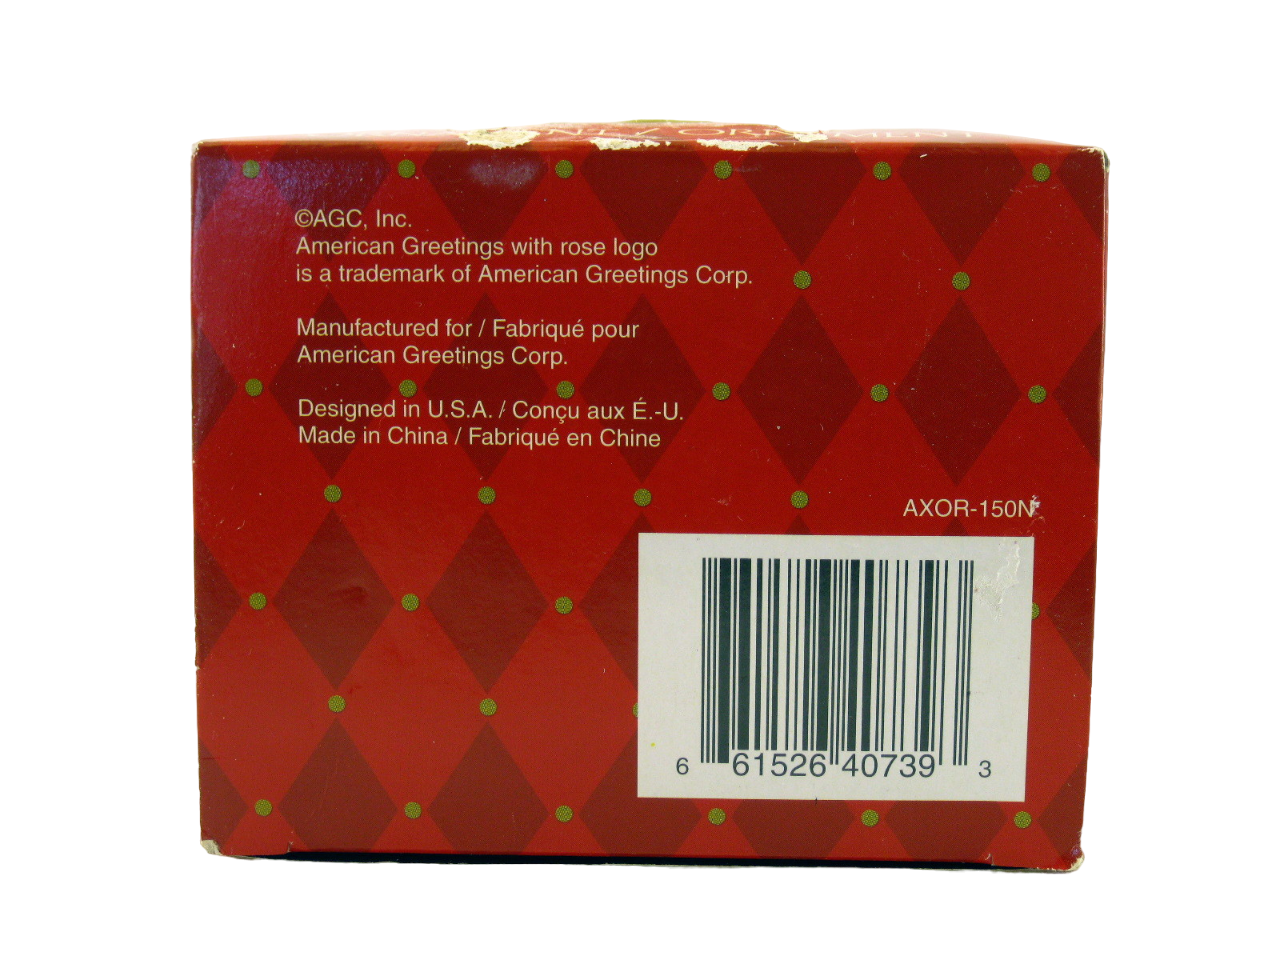 ORNAMENT
©AGC, Inc.
American Greetings with rose logo
is a trademark of American Greetings Corp.
Manufactured for / Fabriqué pour
American Greetings Corp.
Designed in U.S.A. / Conçu aux É.-U.
Made in China / Fabriqué en Chine
AXOR-150N
6 61526 40739 3